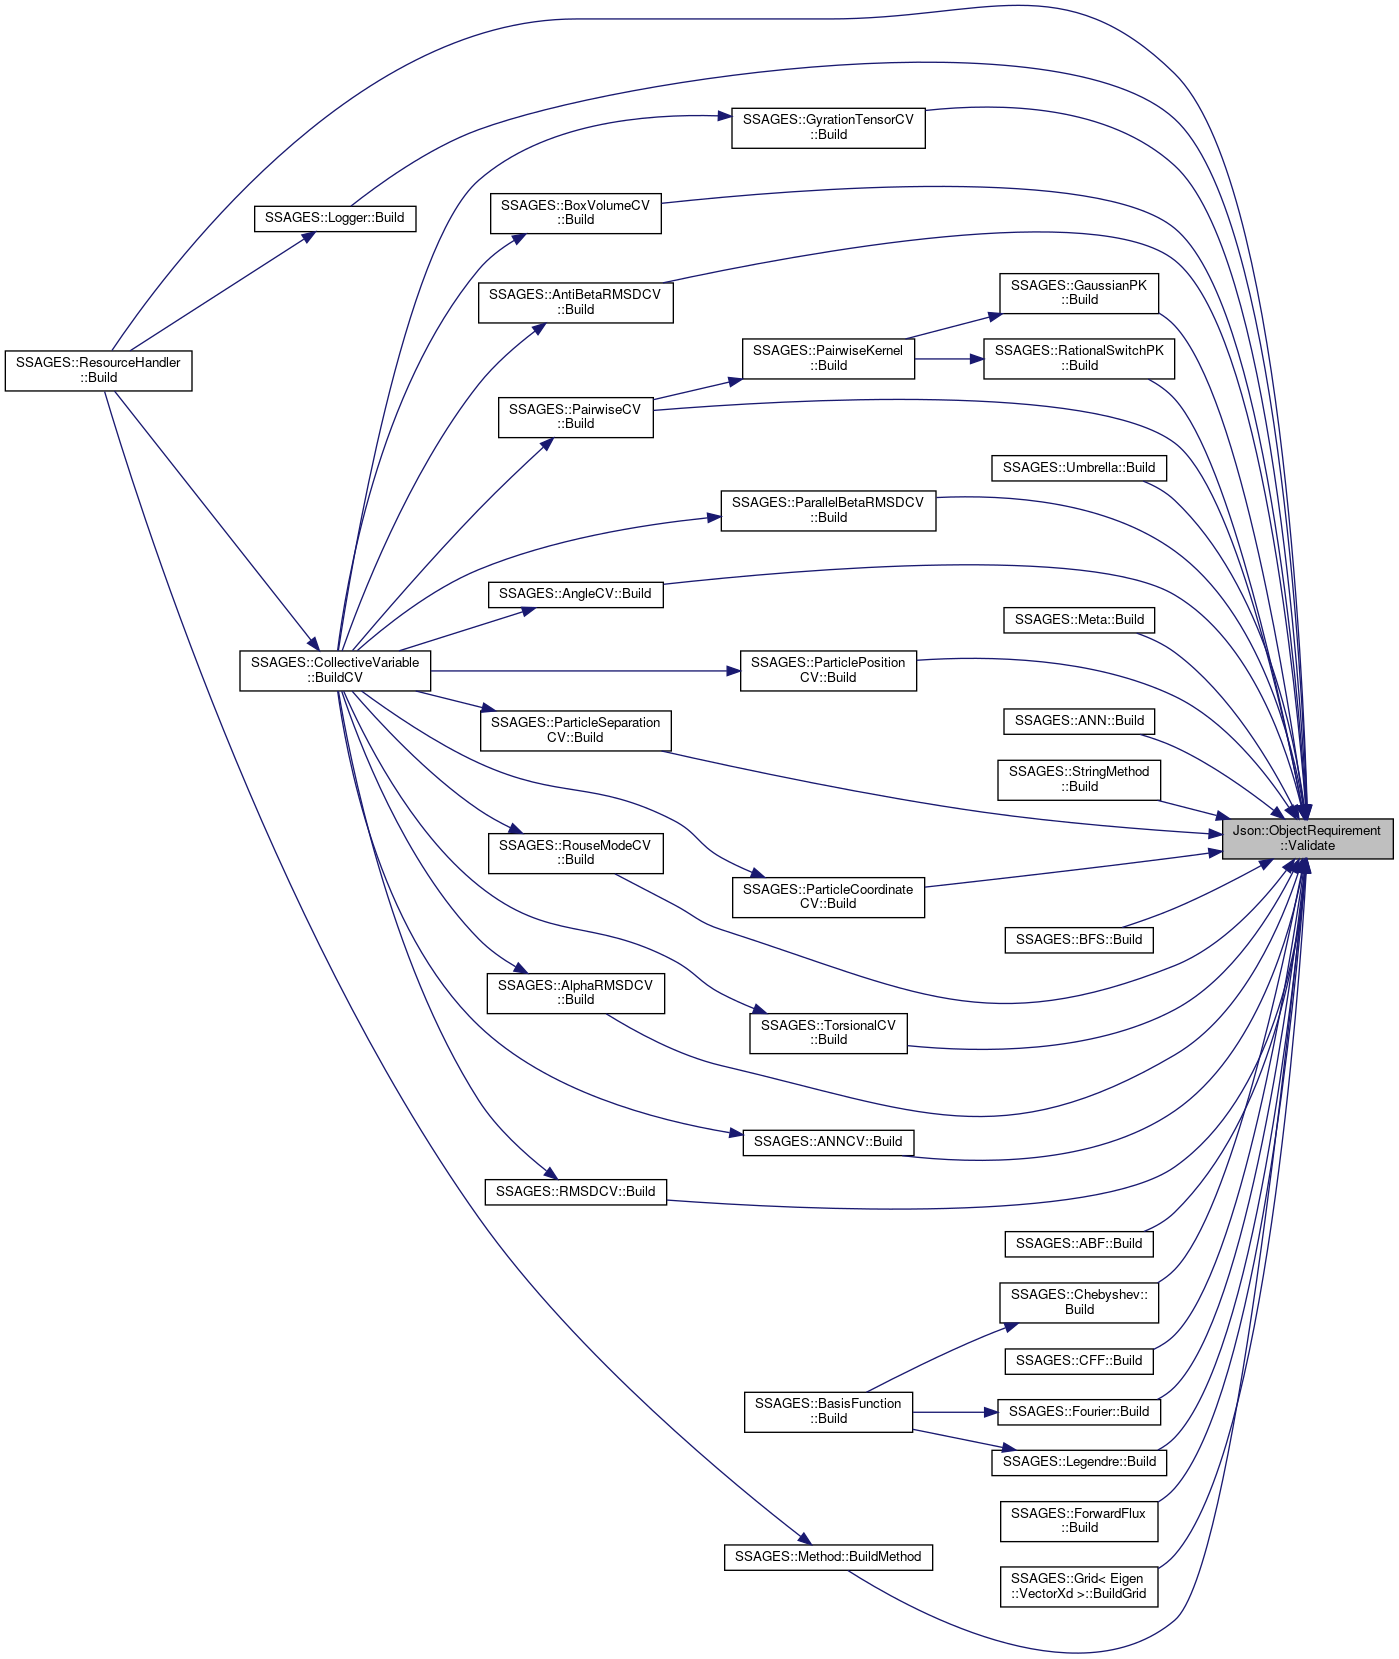 SSAGES::GyrationTensorCV
::Build
SSAGES::BoxVolumeCV
::Build
SSAGES::Logger::Build
SSAGES::AntiBetaRMSDCV
::Build
SSAGES::GaussianPK
::Build
SSAGES::ResourceHandler
::Build
SSAGES::PairwiseKernel
::Build
SSAGES::RationalSwitchPK
::Build
SSAGES::PairwiseCV
::Build
SSAGES::Umbrella::Build
SSAGES::ParallelBetaRMSDCV
::Build
SSAGES::AngleCV::Build
SSAGES::Meta::Build
SSAGES::CollectiveVariable
::BuildCV
SSAGES::ParticlePosition
CV::Build
SSAGES::ParticleSeparation
CV::Build
SSAGES::ANN::Build
SSAGES::StringMethod
::Build
Json::ObjectRequirement
::Validate
SSAGES::RouseModeCV
::Build
SSAGES::ParticleCoordinate
CV::Build
SSAGES::BFS::Build
SSAGES::AlphaRMSDCV
::Build
SSAGES::TorsionalCV
::Build
SSAGES::ANNCV::Build
SSAGES::RMSDCV::Build
SSAGES::ABF::Build
SSAGES::Chebyshev::
Build
SSAGES::CFF::Build
SSAGES::BasisFunction
::Build
SSAGES::Fourier::Build
SSAGES::Legendre::Build
SSAGES::ForwardFlux
::Build
SSAGES::Method::BuildMethod
SSAGES::Grid< Eigen
::VectorXd >::BuildGrid